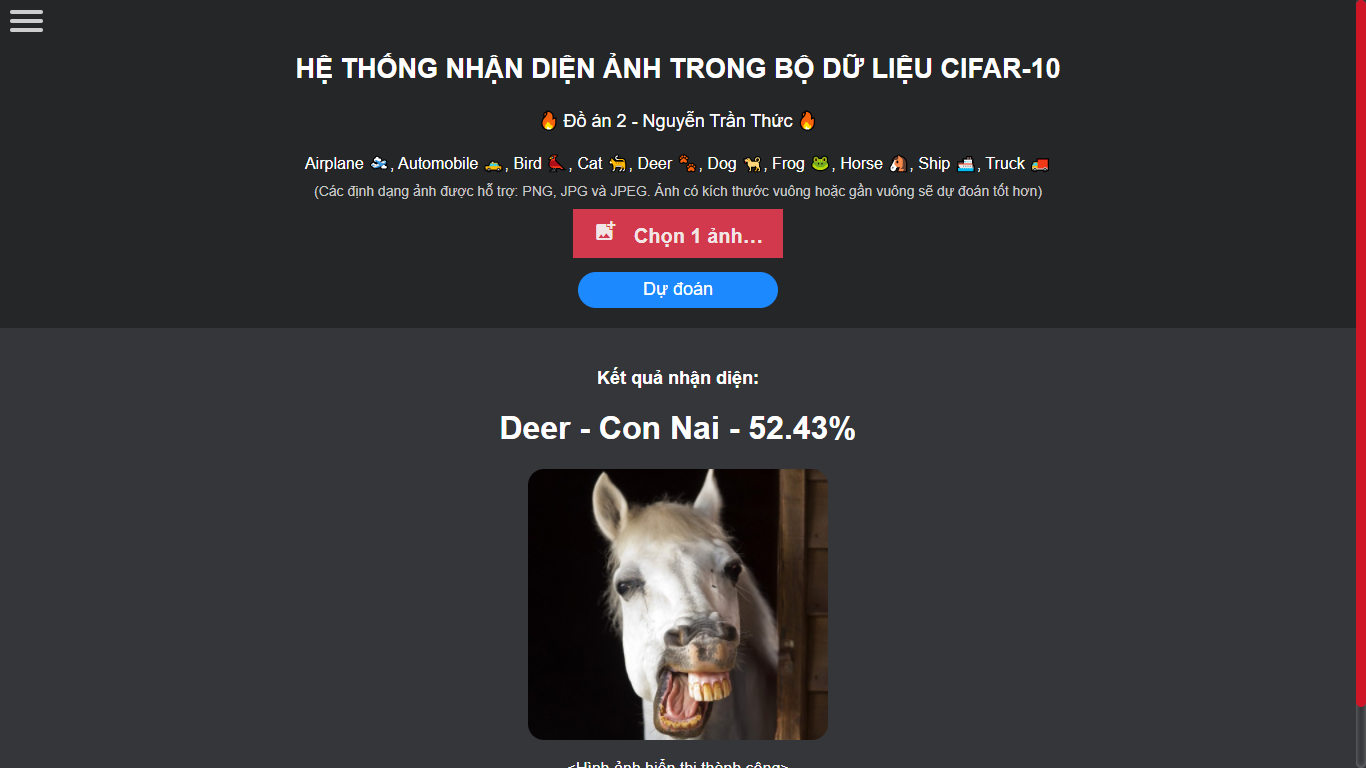 HỆ THỐNG NHẬN DIỆN ẢNH TRONG BỘ DỮ LIỆU CIFAR-10
🔥 Đồ án 2 - Nguyễn Trần Thức 🔥
Airplane 🛩, Automobile 🚕, Bird 🐦, Cat 🐈, Deer 🐾, Dog 🐕, Frog 🐸, Horse 🐴, Ship 🚢, Truck 🚚
(Các định dạng ảnh được hỗ trợ: PNG, JPG và JPEG. Ảnh có kích thước vuông hoặc gần vuông sẽ dự đoán tốt hơn)
Chọn 1 ảnh...
Dự đoán
Kết quả nhận diện:
Deer - Con Nai - 52.43%
<Hình ảnh hiển thị thành công>